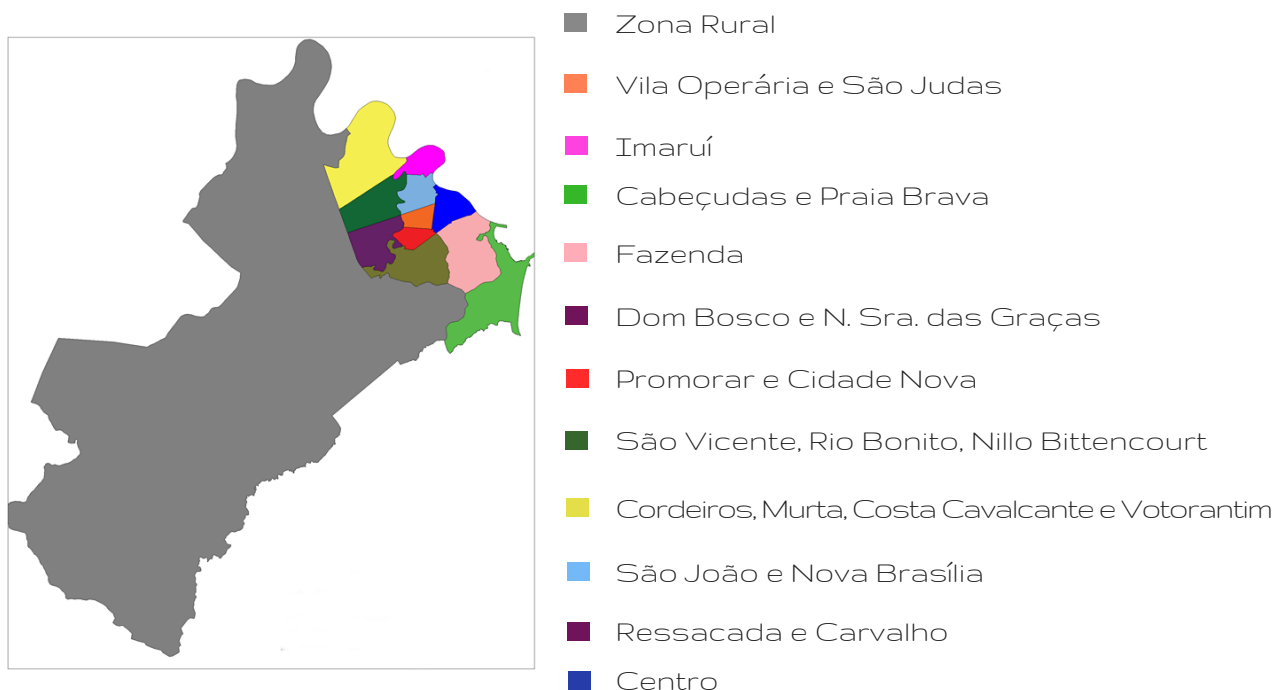 Zona Rural
Vila Operária e São Judas
Imaruí
Cabeçudas e Praia Brava
Fazenda
Dom Bosco e N. Sra. das Graças
Promorar e Cidade Nova
São Vicente, Rio Bonito, Nillo Bittencourt
Cordeiros, Murta, Costa Cavalcante e Votorantim
São João e Nova Brasília
Ressacada e Carvalho
Centro